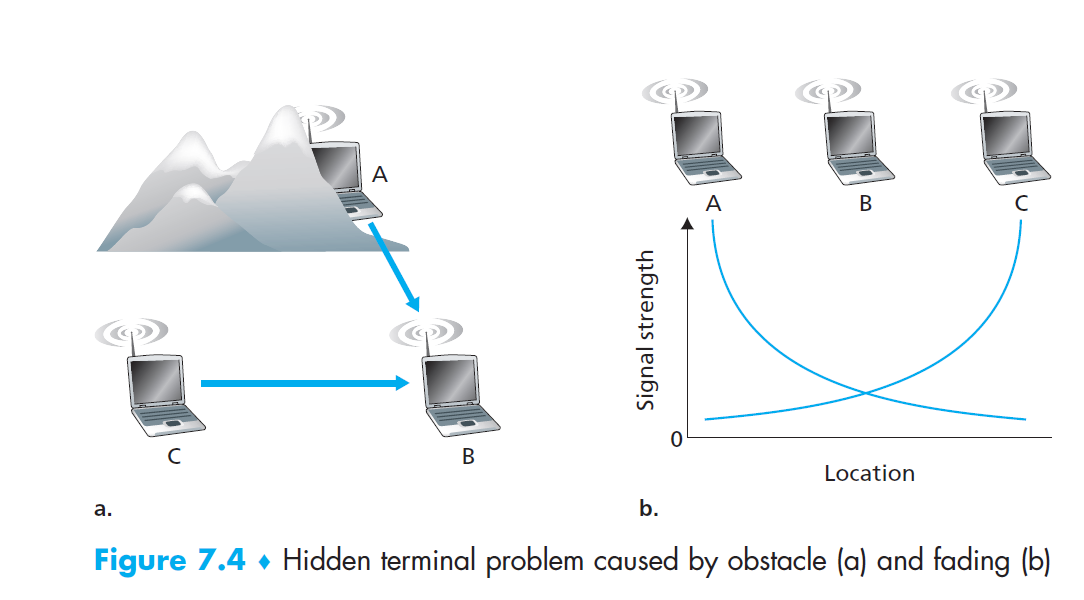 A
C
B
a.
A
B
C
Signal strength
0
Location
b.
Figure 7.4 ♦ Hidden terminal problem caused by obstacle (a) and fading (b)